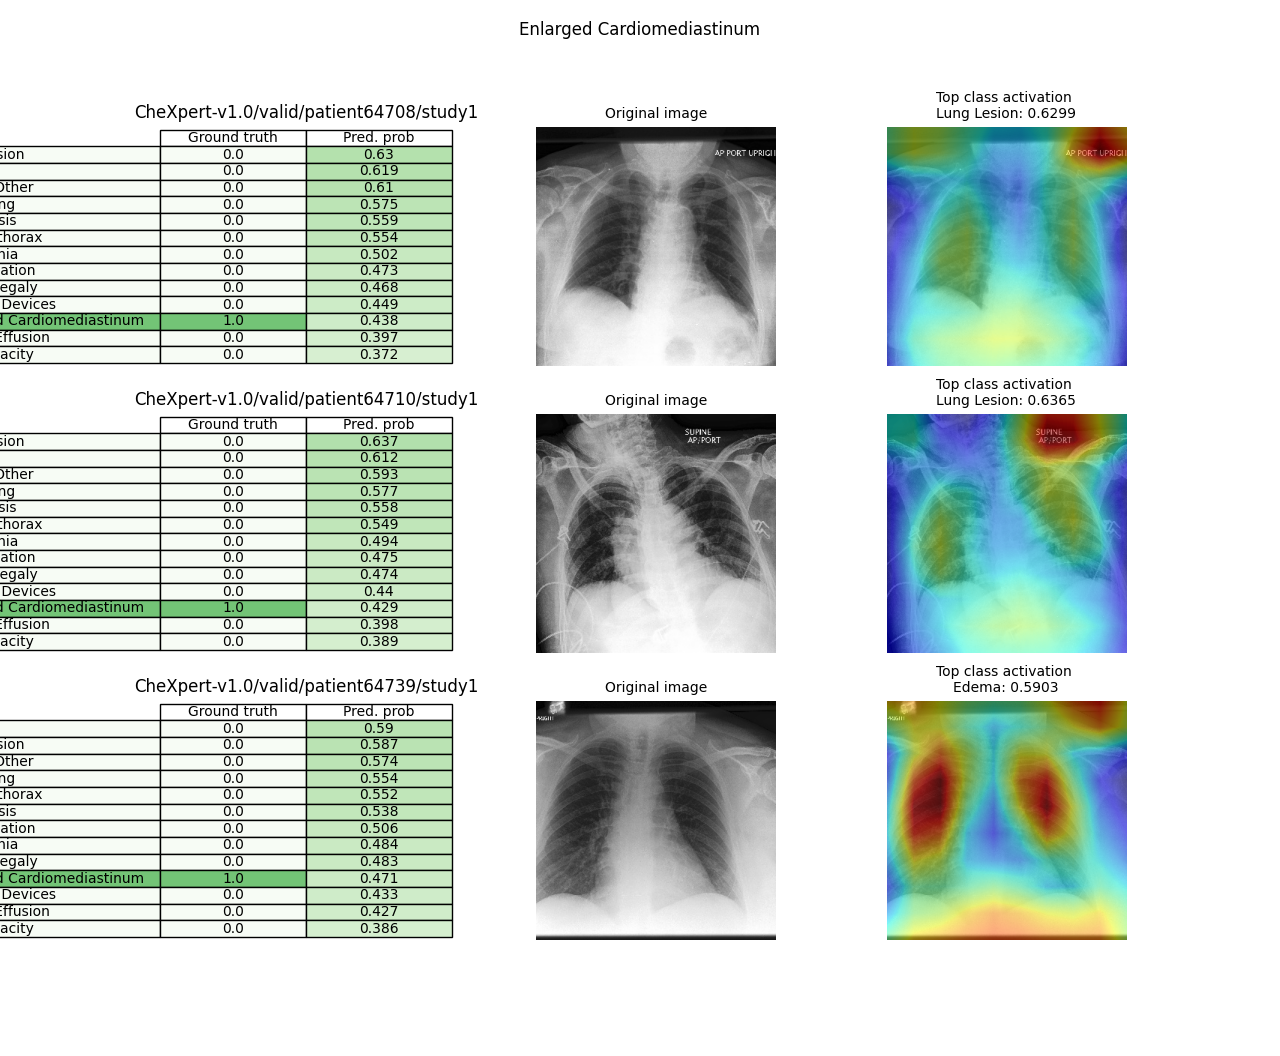 Enlarged Cardiomediastinum
CheXpert-v1.0/valid/patient64708/study1
Ground truth Pred. prob
sion 0.0 0.63
0.0 0.619
Other 0.0 0.61
ng 0.0 0.575
sis 0.0 0.559
thorax 0.0 0.554
nia 0.0 0.502
ation 0.0 0.473
egaly 0.0 0.468
Devices 0.0 0.449
d Cardiomediastinum 1.0 0.438
Effusion 0.0 0.397
acity 0.0 0.372
Original image
AP PORT UPRIGH
Top class activation
Lung Lesion: 0.6299
AP PORT UPRIGH
CheXpert-v1.0/valid/patient64710/study1
Ground truth Pred. prob
sion 0.0 0.637
0.0 0.612
Other 0.0 0.593
ng 0.0 0.577
sis 0.0 0.558
thorax 0.0 0.549
nia 0.0 0.494
ation 0.0 0.475
egaly 0.0 0.474
Devices 0.0 0.44
d Cardiomediastinum 1.0 0.429
Effusion 0.0 0.398
acity 0.0 0.389
Original image
SUPINE
AP/PORT
Top class activation
Lung Lesion: 0.6365
SUPINE
AP/PORT
CheXpert-v1.0/valid/patient64739/study1
Ground truth Pred. prob
0.0 0.59
sion 0.0 0.587
Other 0.0 0.574
ng 0.0 0.554
thorax 0.0 0.552
sis 0.0 0.538
ation 0.0 0.506
nia 0.0 0.484
egaly 0.0 0.483
d Cardiomediastinum 1.0 0.471
Devices 0.0 0.433
Effusion 0.0 0.427
acity 0.0 0.386
Original image
Top class activation
Edema: 0.5903